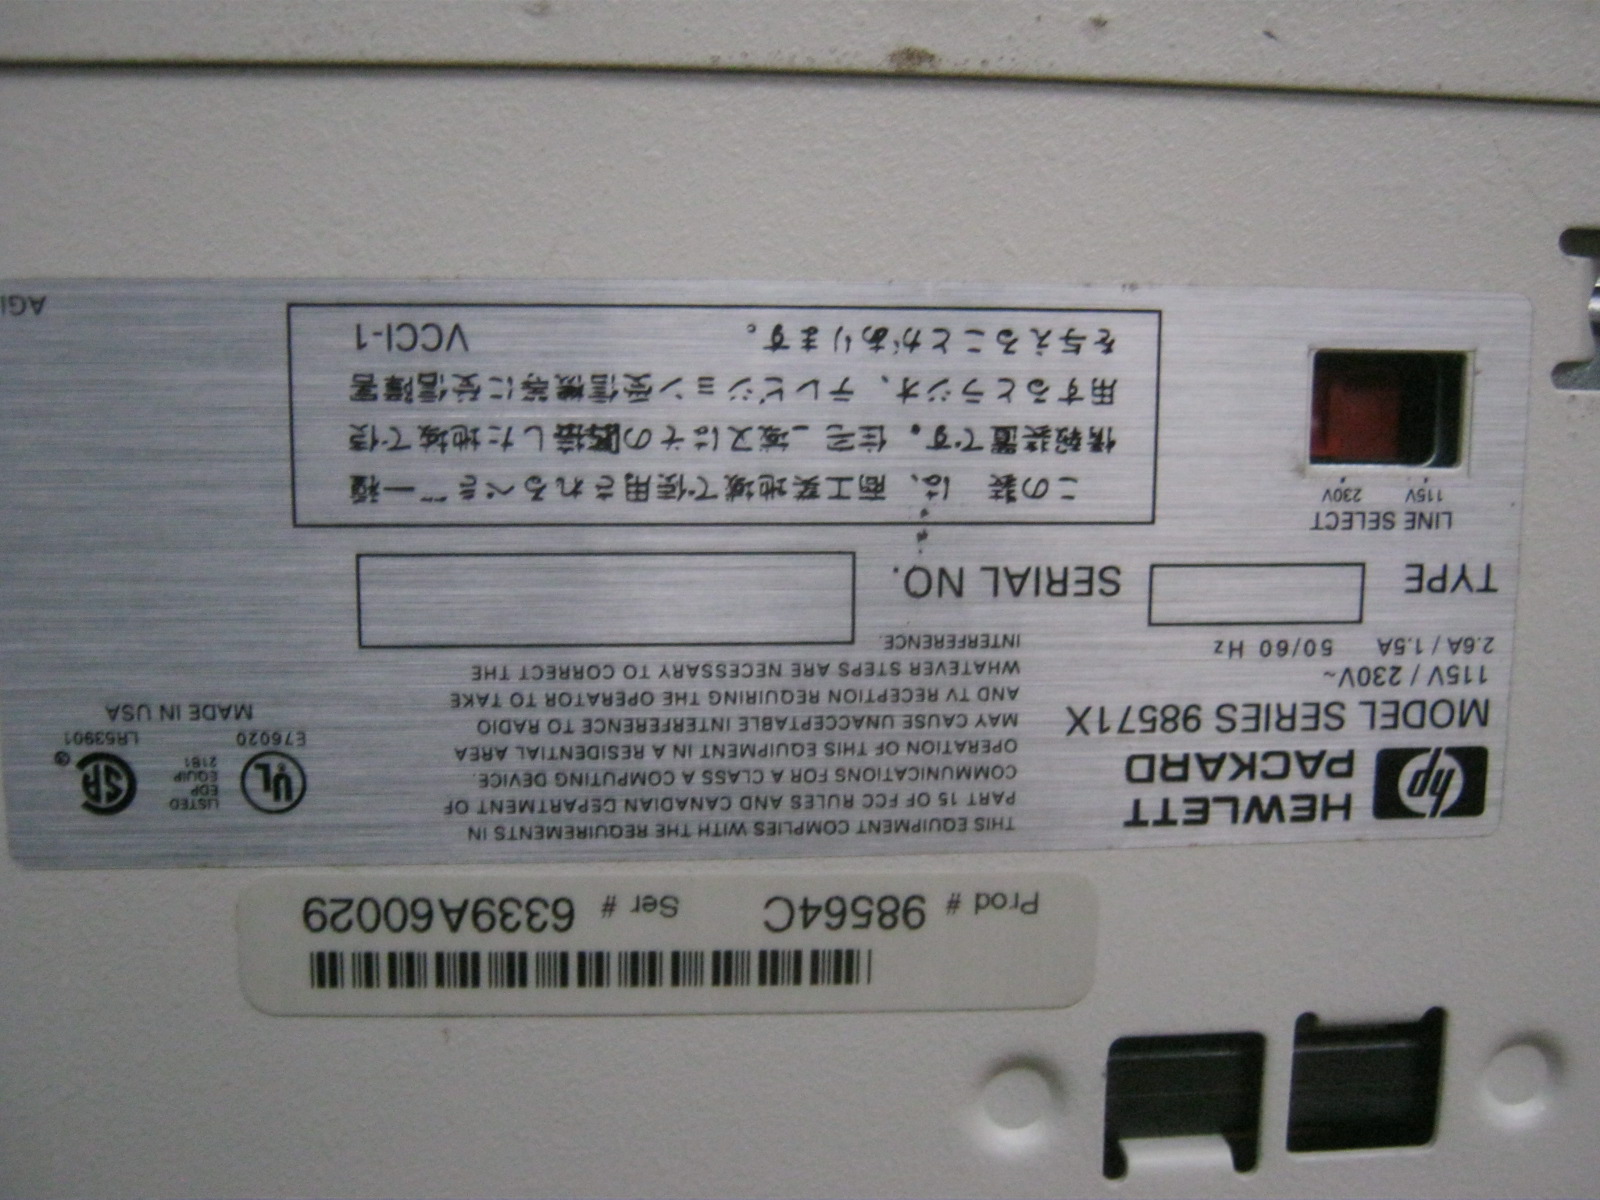 Prod # 98564C Ser # 6339A60029
hp HEWLETT
PACKARD
MODEL SERIES 98571X
115V / 230V~
2.6A / 1.5A 50/60 Hz
THIS EQUIPMENT COMPLIES WITH THE REQUIREMENTS IN
PART 15 OF FCC RULES AND CANADIAN DEPARTMENT OF
COMMUNICATIONS FOR A CLASS A COMPUTING DEVICE.
OPERATION OF THIS EQUIPMENT IN A RESIDENTIAL AREA
MAY CAUSE UNACCEPTABLE INTERFERENCE TO RADIO
AND TV RECEPTION REQUIRING THE OPERATOR TO TAKE
WHATEVER STEPS ARE NECESSARY TO CORRECT THE
INTERFERENCE.
UL
LISTED
EDP
EQUIP
2181
E76020
LR53901
MADE IN USA
TYPE
SERIAL NO.
LINE SELECT
115V 230V
この装 は、商工業地域で使用されるべき 一種
情報装置です。住宅 域又はその隣接した地域で使
用するとラジオ、テレビジョン受信機等に受信障害
を与えることがあります。 VCCI-1